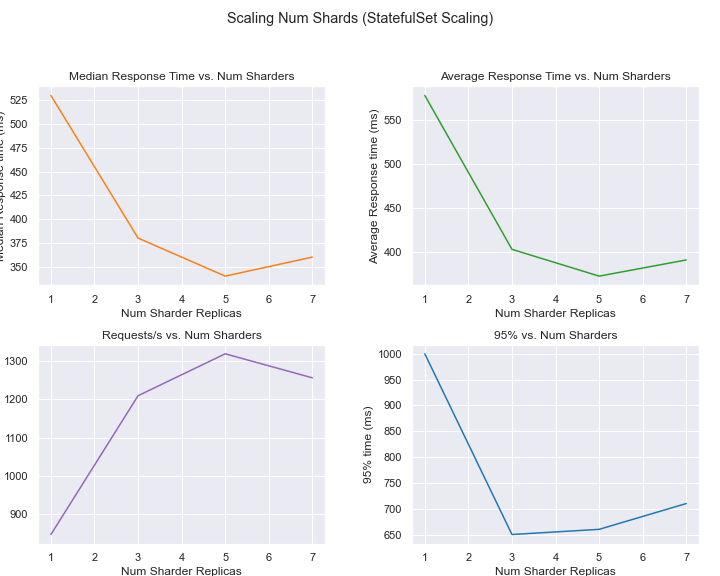 Scaling Num Shards (StatefulSet Scaling)
Median Response Time vs. Num Sharders
Median Response time (ms)
525
500
475
450
425
400
375
350
1 2 3 4 5 6 7
Num Sharder Replicas
Average Response Time vs. Num Sharders
Average Response time (ms)
550
500
450
400
1 2 3 4 5 6 7
Num Sharder Replicas
Requests/s vs. Num Sharders
1300
1200
1100
1000
900
1 2 3 4 5 6 7
Num Sharder Replicas
95% vs. Num Sharders
95% time (ms)
1000
950
900
850
800
750
700
650
1 2 3 4 5 6 7
Num Sharder Replicas